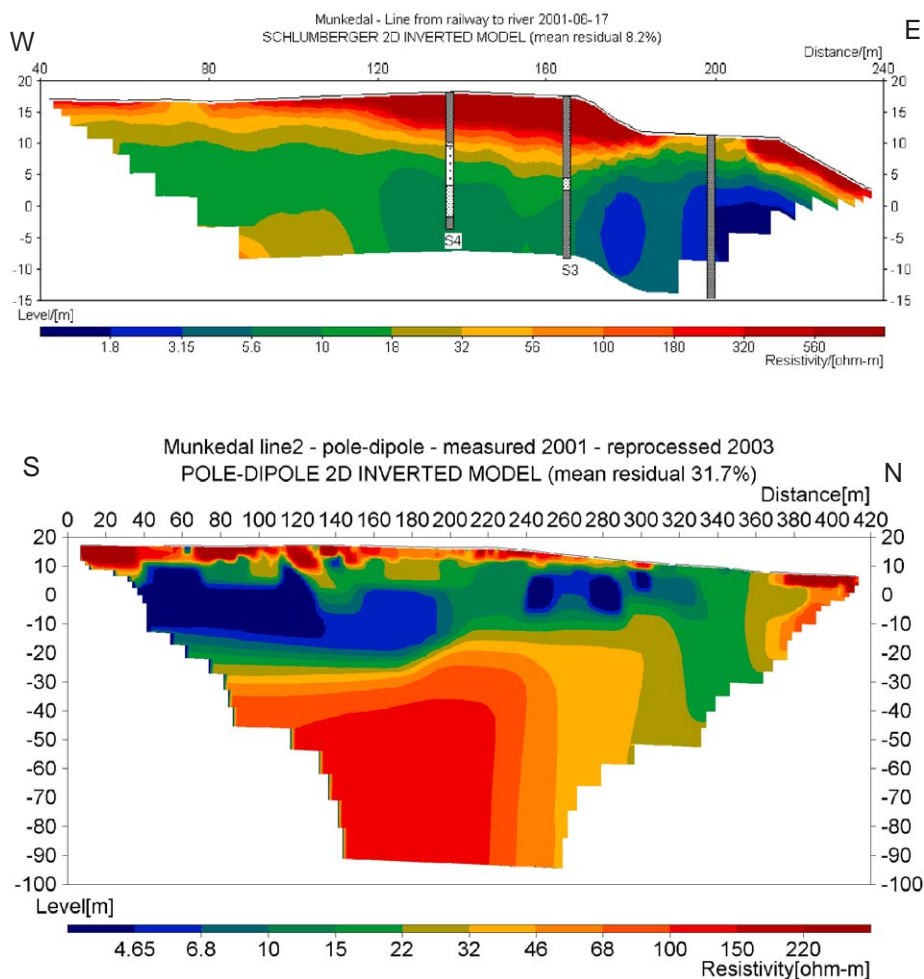 Munkedal - Line from railway to river 2001-06-17
W E
SCHLUMBERGER 2D INVERTED MODEL (mean residual 8.2%)
Distance/[m]
40 80 120 160 200 240
20 20
15 15
10 10
5 5
0 0
-5 -5
S4
S3
-10 -10
-15 -15
Level/[m]
1.8 3.15 5.6 10 18 32 56 100 180 320 560
Resistivity/[ohm-m]
Munkedal line2 - pole-dipole - measured 2001 - reprocessed 2003
S N
POLE-DIPOLE 2D INVERTED MODEL (mean residual 31.7%)
Distance[m]
0 20 40 60 80 100 120 140 160 180 200 220 240 260 280 300 320 340 360 380 400 420
20 20
10 10
0 0
-10 -10
-20 -20
-30 -30
-40 -40
-50 -50
-60 -60
-70 -70
-80 -80
-90 -90
-100 -100
Level[m]
4.65 6.8 10 15 22 32 46 68 100 150 220
Resistivity[ohm-m]